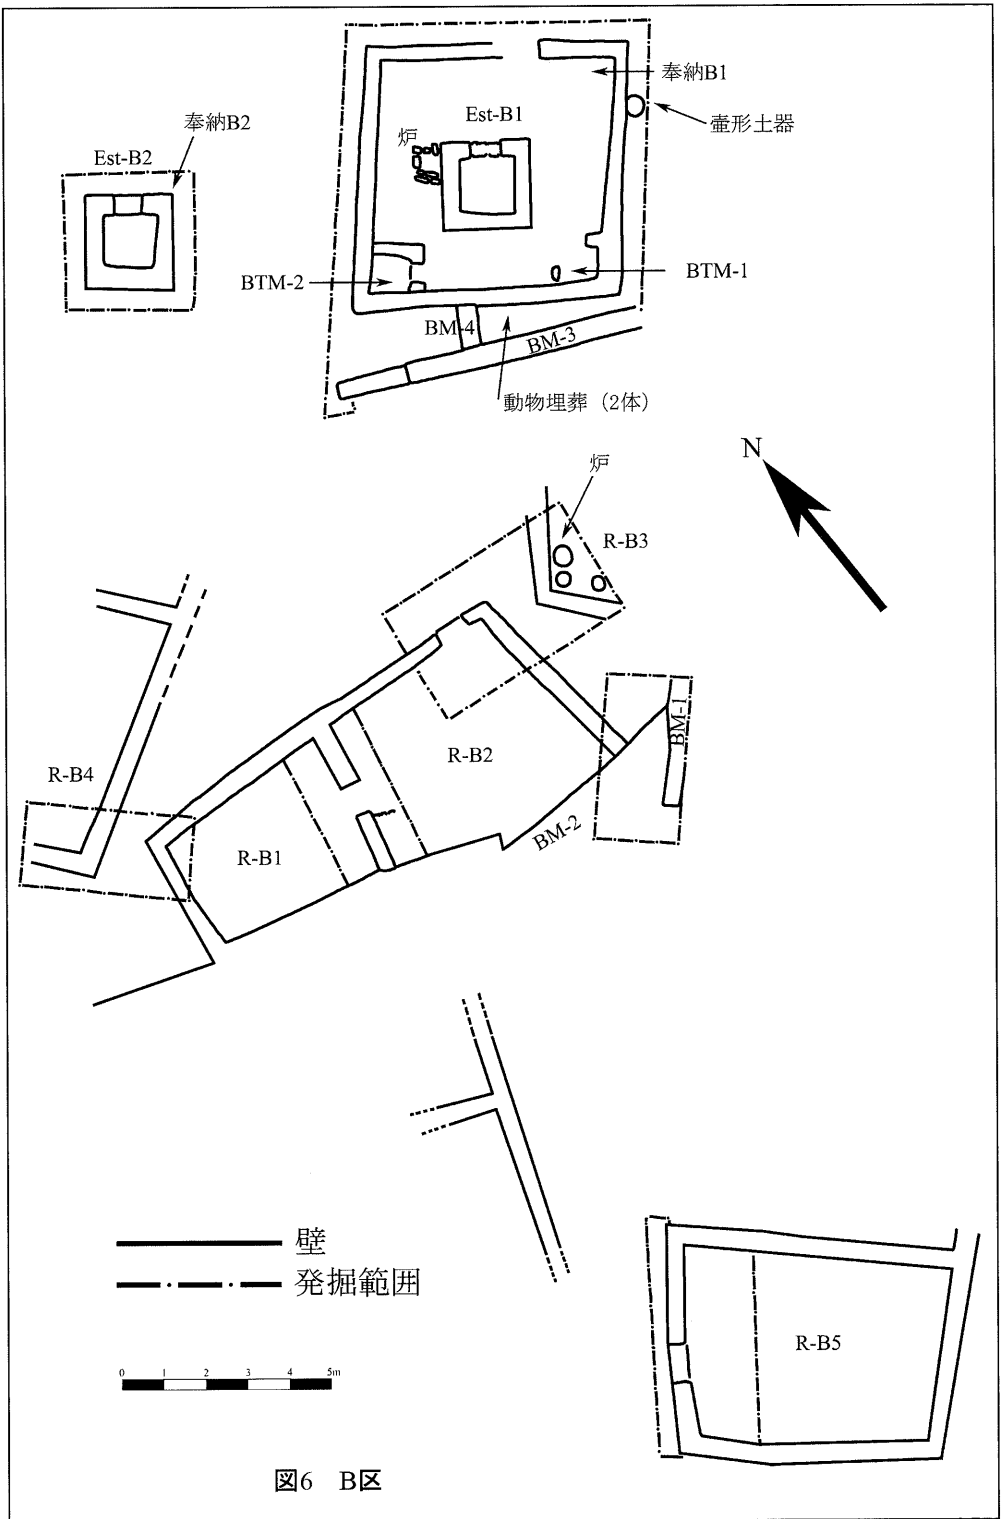 奉納B1
Est-B1
壷形土器
奉納B2
炉
Est-B2
BTM-2
BTM-1
BM-4
BM-3
動物埋葬（2体）
N
炉
R-B3
BM-1
R-B2
R-B4
BM-2
R-B1
壁
発掘範囲
R-B5
0 1 2 3 4 5m
図6　B区